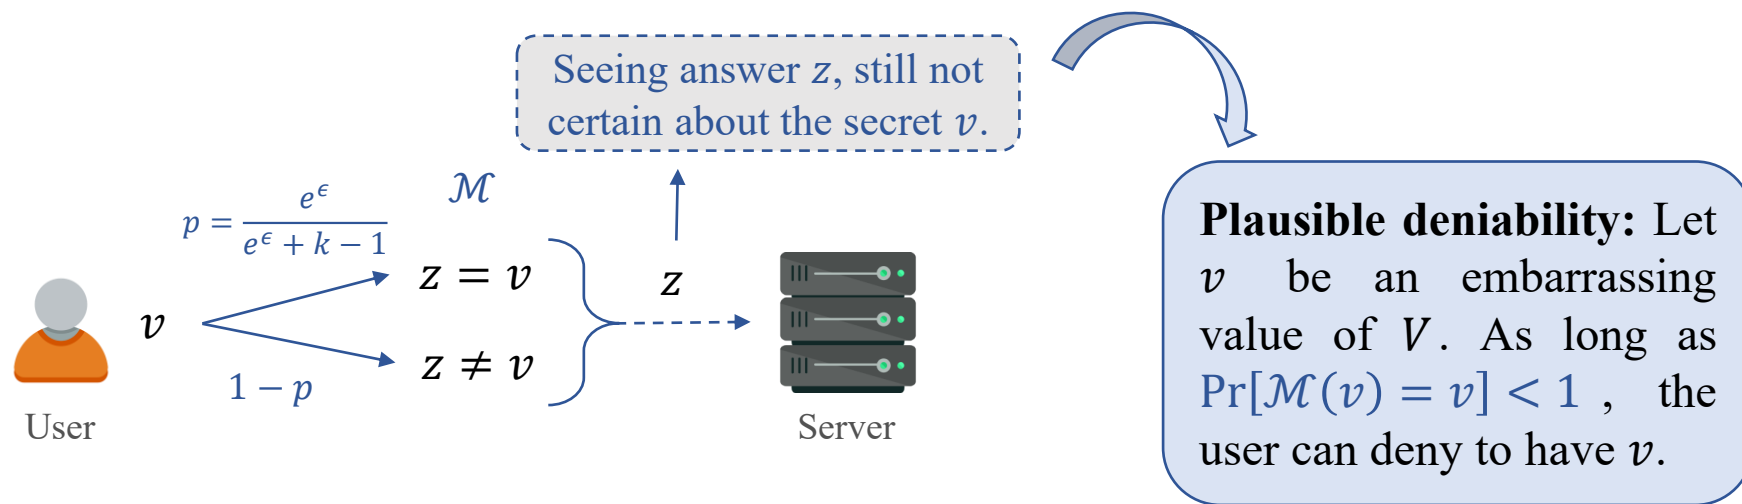 Seeing answer z, still not
certain about the secret v.
p = e^ϵ / (e^ϵ + k − 1)
ℳ
z = v
v
z
z ≠ v
1 − p
User
Server
Plausible deniability: Let
v be an embarrassing
value of V. As long as
Pr[ℳ(v) = v] < 1 , the
user can deny to have v.